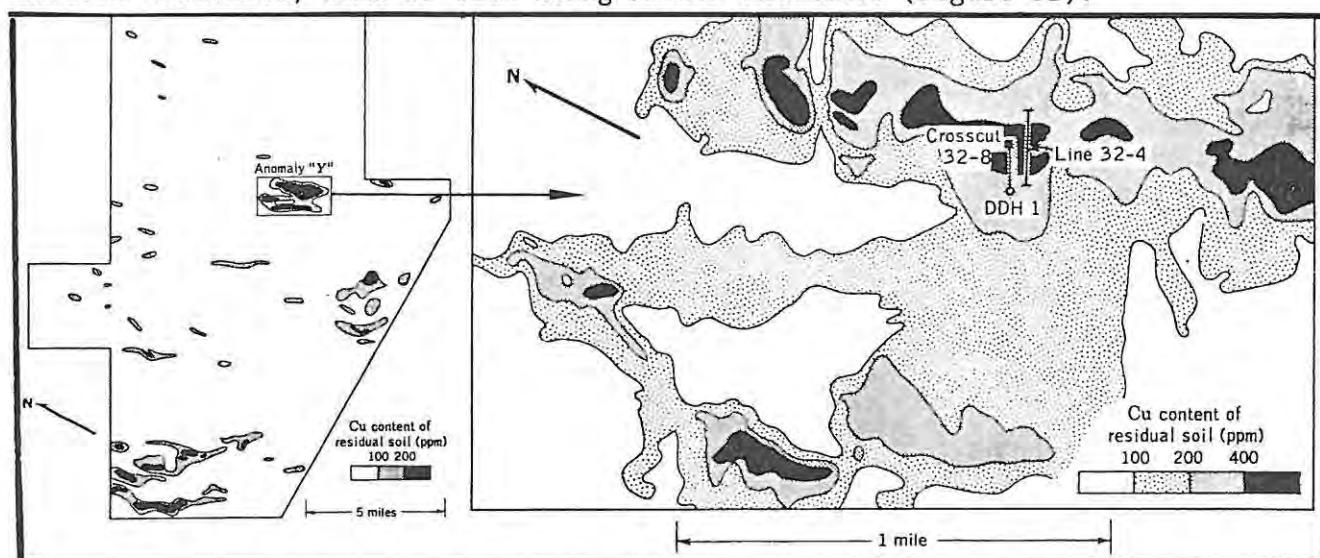 Anomaly "Y"
N
Cu content of
residual soil (ppm)
100 200
5 miles
N
Crosscut
32-8
Line 32-4
DDH 1
Cu content of
residual soil (ppm)
100 200 400
1 mile